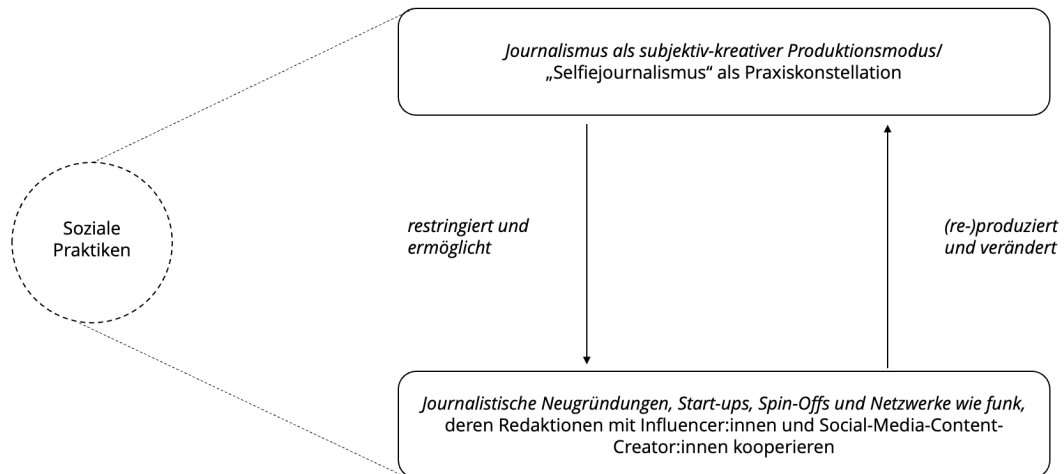 Journalismus als subjektiv-kreativer Produktionsmodus/
„Selfiejournalismus“ als Praxiskonstellation
Soziale
Praktiken
restringiert und
ermöglicht
(re-)produziert
und verändert
Journalistische Neugründungen, Start-ups, Spin-Offs und Netzwerke wie funk,
deren Redaktionen mit Influencer:innen und Social-Media-Content-
Creator:innen kooperieren